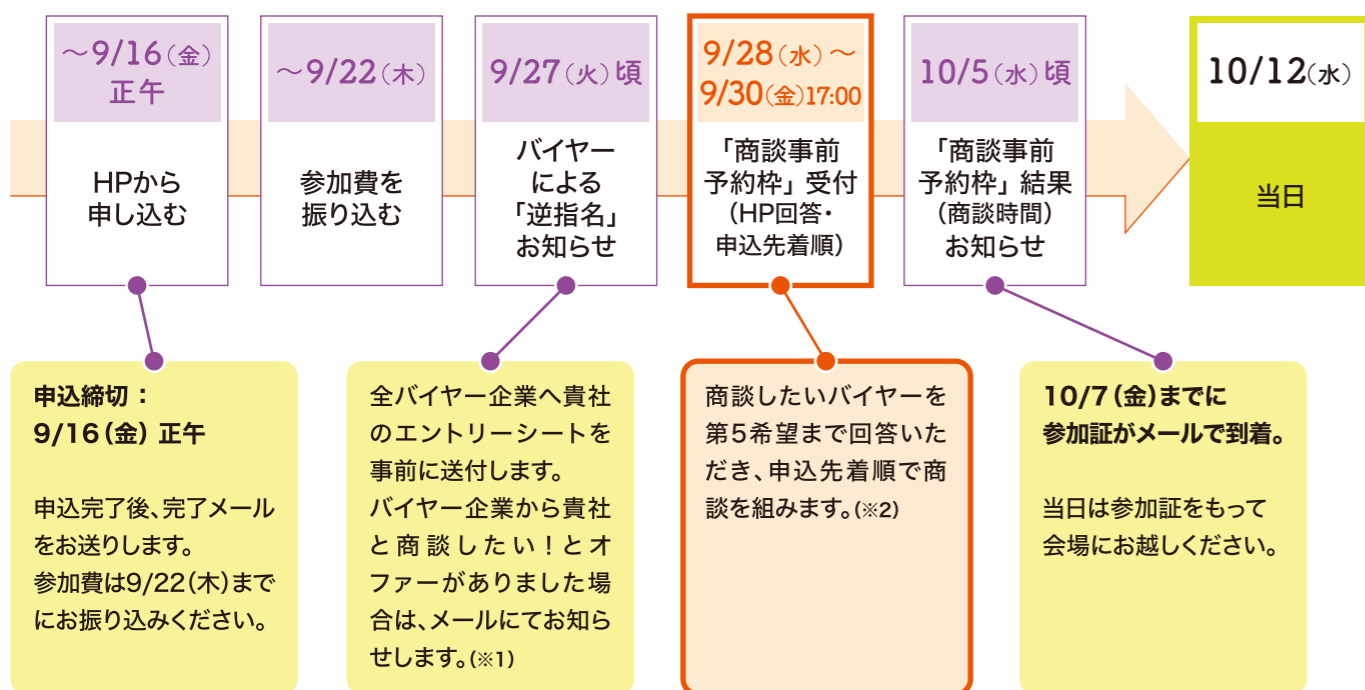 ～9/16(金)
正午
HPから
申し込む
～9/22(木)
参加費を
振り込む
9/27(火)頃
バイヤー
による
「逆指名」
お知らせ
9/28(水)～
9/30(金)17:00
「商談事前
予約枠」受付
(HP回答・
申込先着順)
10/5(水)頃
「商談事前
予約枠」結果
(商談時間)
お知らせ
10/12(水)
当日
申込締切：
9/16(金) 正午
申込完了後、完了メール
をお送りします。
参加費は9/22(木)まで
にお振り込みください。
全バイヤー企業へ貴社
のエントリーシートを
事前に送付します。
バイヤー企業から貴社
と商談したい！とオ
ファーがありました場
合は、メールにてお知ら
せします。(※1)
商談したいバイヤーを
第5希望まで回答いた
だき、申込先着順で商
談を組みます。(※2)
10/7(金)までに
参加証がメールで到着。
当日は参加証をもって
会場にお越しください。